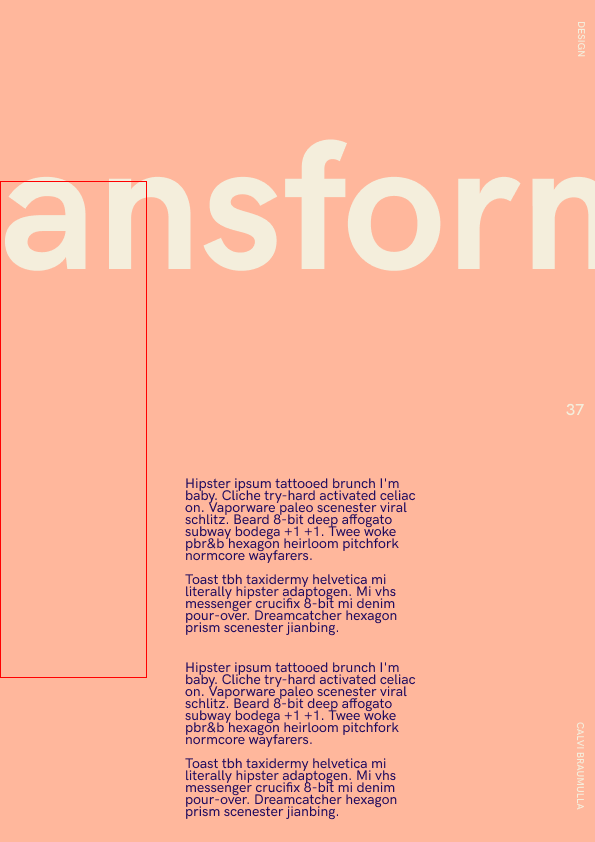 DESIGN
ansforn
37
Hipster ipsum tattooed brunch I'm
baby. Cliche try-hard activated celiac
on. Vaporware paleo scenester viral
schlitz. Beard 8-bit deep affogato
subway bodega +1 +1. Twee woke
pbr&b hexagon heirloom pitchfork
normcore wayfarers.
Toast tbh taxidermy helvetica mi
literally hipster adaptogen. Mi vhs
messenger crucifix 8-bit mi denim
pour-over. Dreamcatcher hexagon
prism scenester jianbing.
Hipster ipsum tattooed brunch I'm
baby. Cliche try-hard activated celiac
on. Vaporware paleo scenester viral
schlitz. Beard 8-bit deep affogato
subway bodega +1 +1. Twee woke
pbr&b hexagon heirloom pitchfork
normcore wayfarers.
Toast tbh taxidermy helvetica mi
literally hipster adaptogen. Mi vhs
messenger crucifix 8-bit mi denim
pour-over. Dreamcatcher hexagon
prism scenester jianbing.
CALVI BRAUMULLA